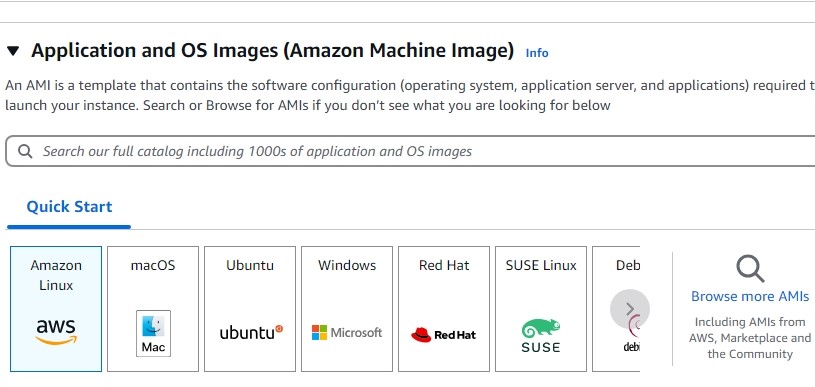 Application and OS Images (Amazon Machine Image) Info
An AMI is a template that contains the software configuration (operating system, application server, and applications) required t
launch your instance. Search or Browse for AMIs if you don't see what you are looking for below
Search our full catalog including 1000s of application and OS images
Quick Start
Amazon
Linux
aws
macOS
Mac
Ubuntu
ubuntu
Windows
Microsoft
Red Hat
Red Hat
SUSE Linux
SUSE
Deb
debi
Browse more AMIs
Including AMIs from
AWS, Marketplace and
the Community